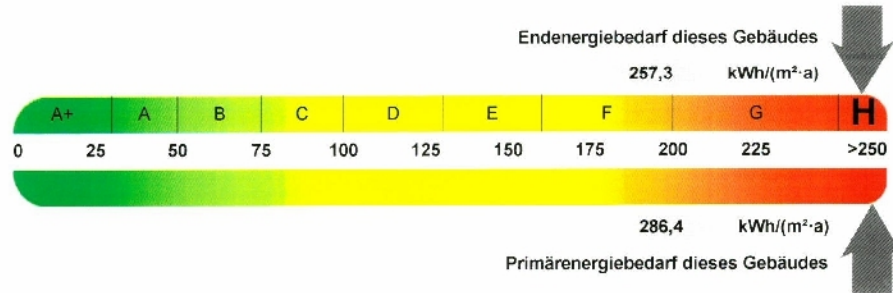 Endenergiebedarf dieses Gebäudes
257,3 kWh/(m²·a)
A+ A B C D E F G H
0 25 50 75 100 125 150 175 200 225 >250
286,4 kWh/(m²·a)
Primärenergiebedarf dieses Gebäudes